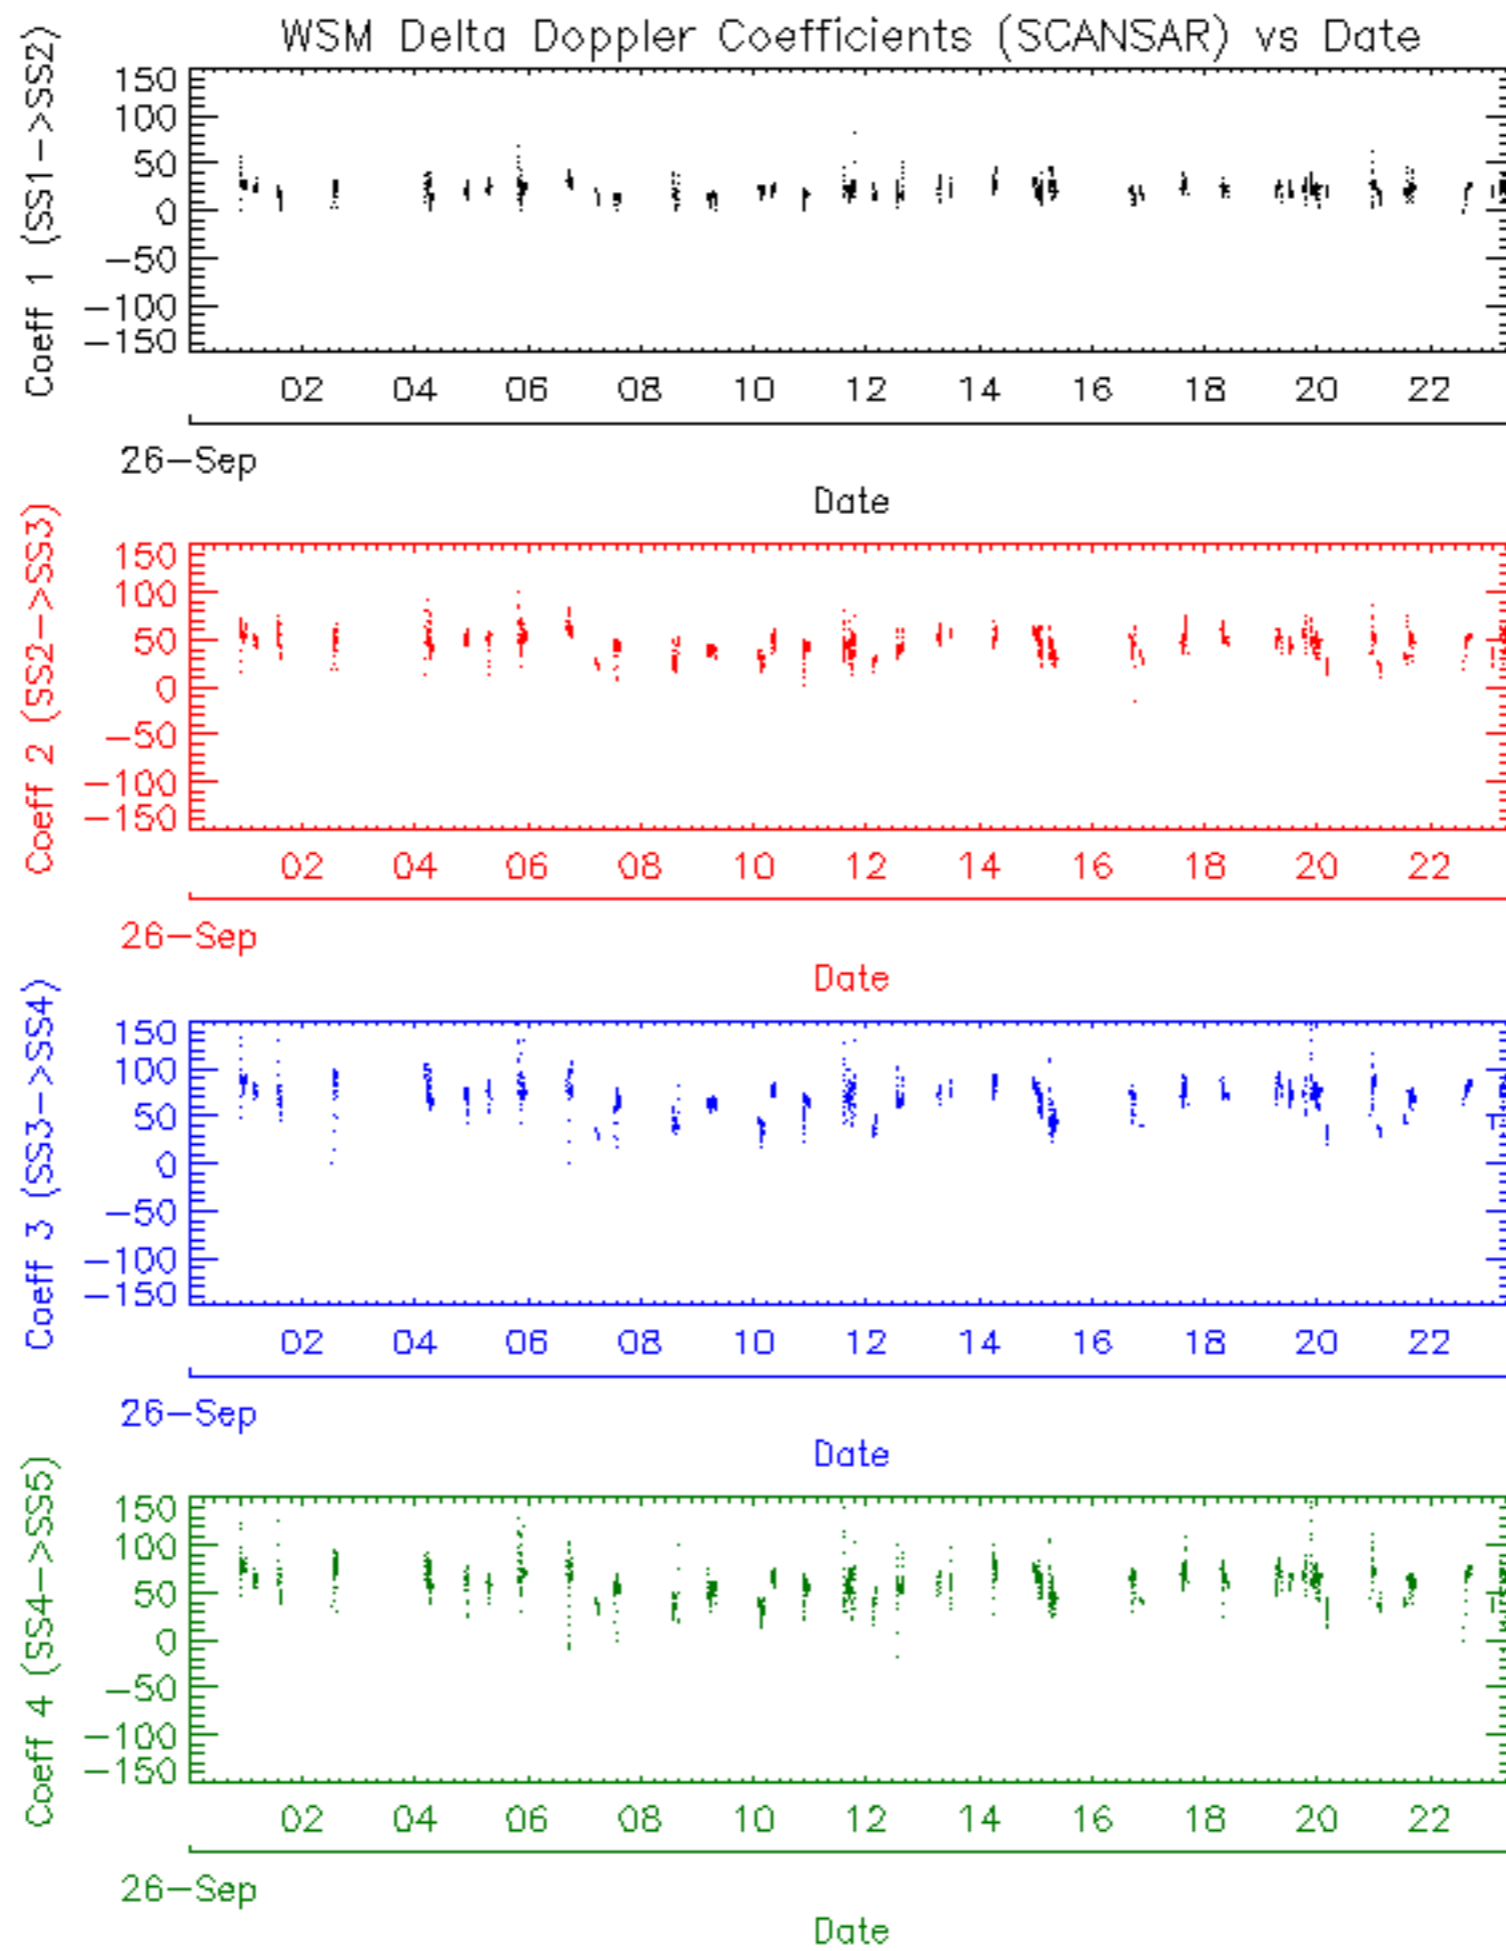 WSM Delta Doppler Coefficients (SCANSAR) vs Date
Coeff 1 (SS1->SS2)
150
100
50
0
-50
-100
-150
02 04 06 08 10 12 14 16 18 20 22
26-Sep
Date
Coeff 2 (SS2->SS3)
150
100
50
0
-50
-100
-150
02 04 06 08 10 12 14 16 18 20 22
26-Sep
Date
Coeff 3 (SS3->SS4)
150
100
50
0
-50
-100
-150
02 04 06 08 10 12 14 16 18 20 22
26-Sep
Date
Coeff 4 (SS4->SS5)
150
100
50
0
-50
-100
-150
02 04 06 08 10 12 14 16 18 20 22
26-Sep
Date